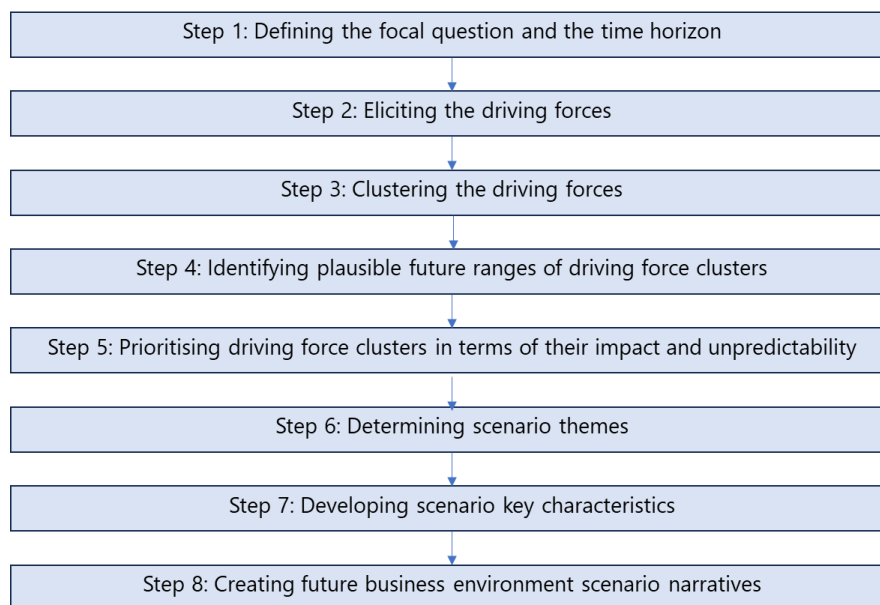 Step 1: Defining the focal question and the time horizon
Step 2: Eliciting the driving forces
Step 3: Clustering the driving forces
Step 4: Identifying plausible future ranges of driving force clusters
Step 5: Prioritising driving force clusters in terms of their impact and unpredictability
Step 6: Determining scenario themes
Step 7: Developing scenario key characteristics
Step 8: Creating future business environment scenario narratives